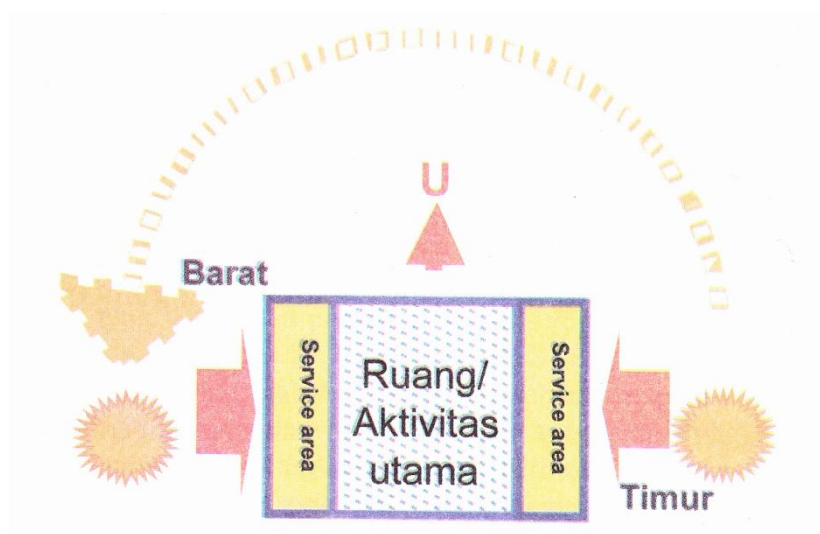 U
Barat
Service area
Ruang/
Aktivitas
utama
Service area
Timur